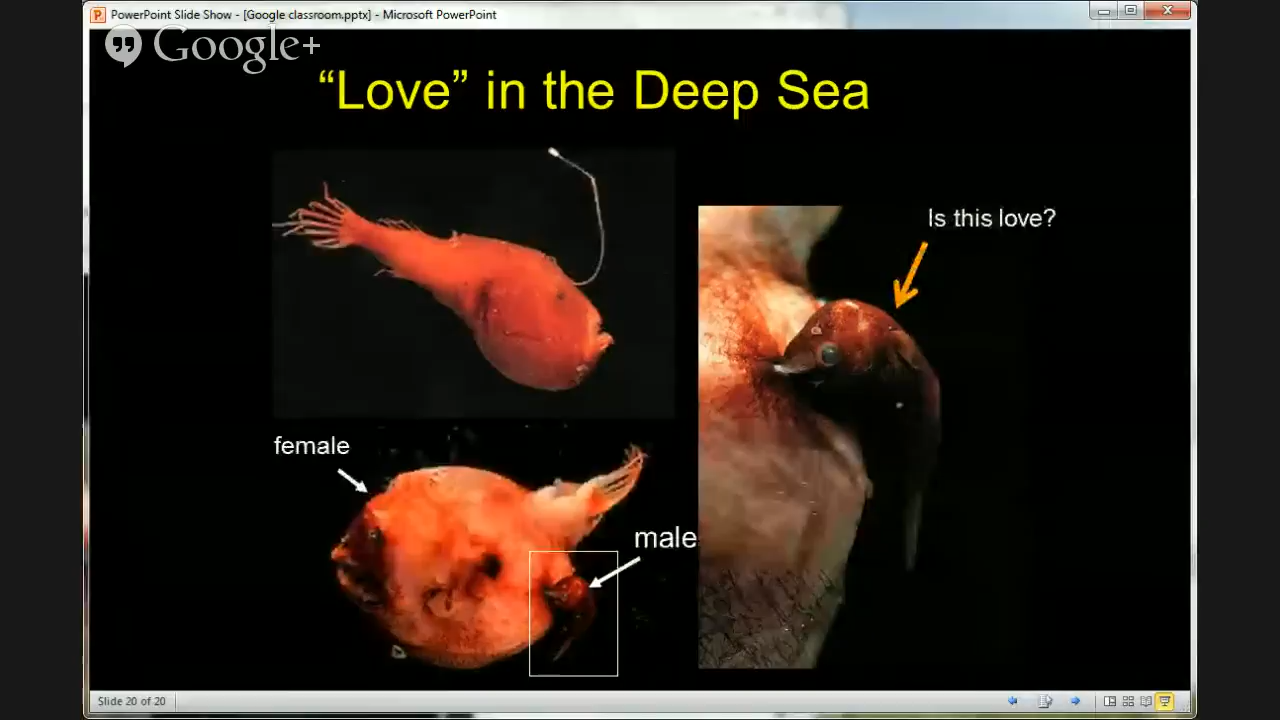 PowerPoint Slide Show - [Google classroom.pptx] - Microsoft PowerPoint
Google+
“Love” in the Deep Sea
Is this love?
female
male
Slide 20 of 20